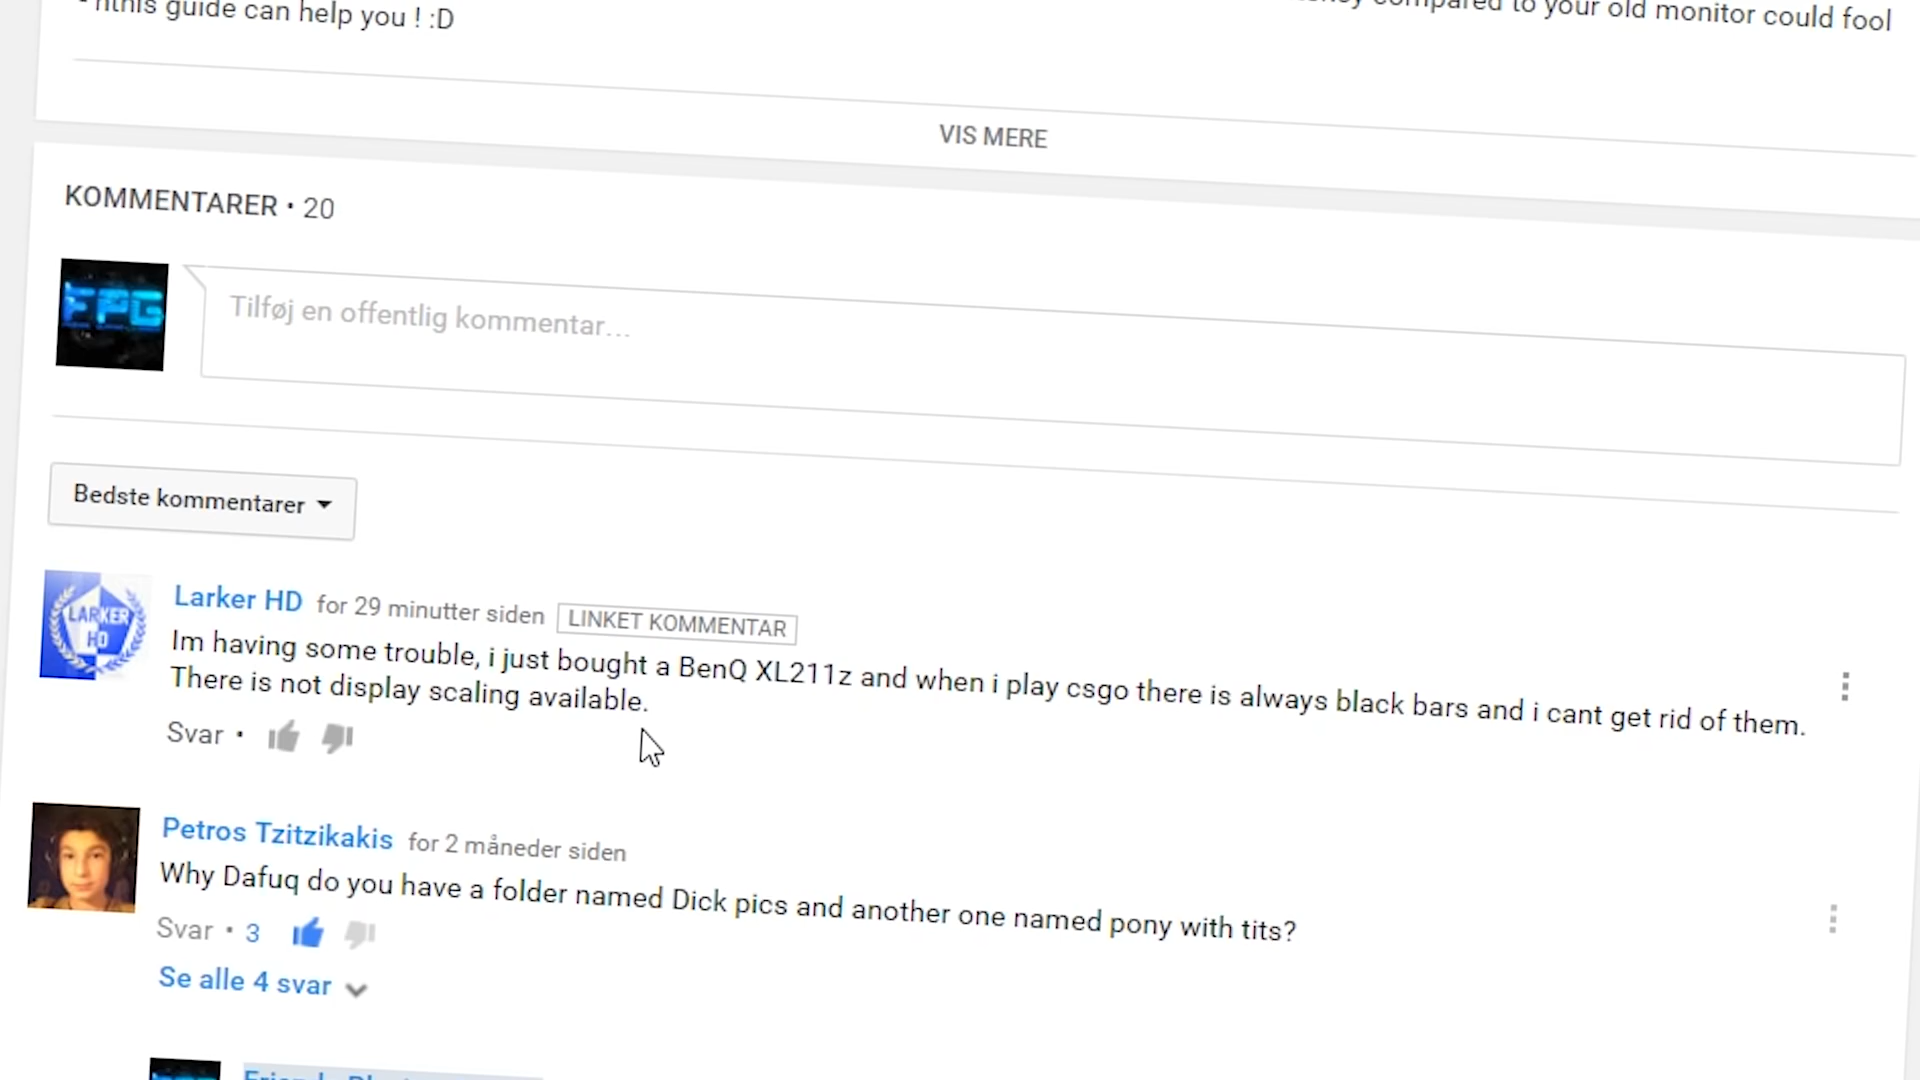 this guide can help you ! :D
compared to your old monitor could fool
VIS MERE
KOMMENTARER • 20
FPG
Tilføj en offentlig kommentar...
Bedste kommentarer
LARKER HD
Larker HD for 29 minutter siden LINKET KOMMENTAR
Im having some trouble, i just bought a BenQ XL211z and when i play csgo there is always black bars and i cant get rid of them.
There is not display scaling available.
Svar •
Petros Tzitzikakis for 2 måneder siden
Why Dafuq do you have a folder named Dick pics and another one named pony with tits?
Svar • 3
Se alle 4 svar